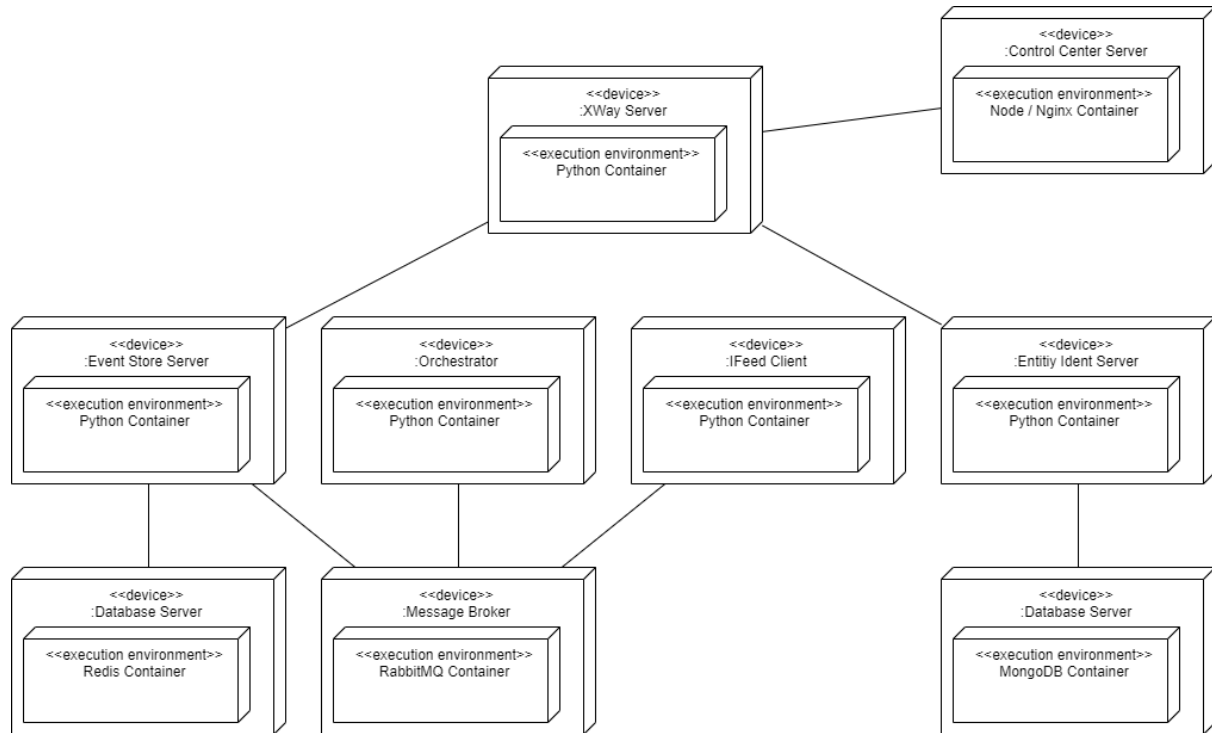 <<device>>
:Control Center Server
<<execution environment>>
Node / Nginx Container
<<device>>
:XWay Server
<<execution environment>>
Python Container
<<device>>
:Event Store Server
<<execution environment>>
Python Container
<<device>>
:Orchestrator
<<execution environment>>
Python Container
<<device>>
:IFeed Client
<<execution environment>>
Python Container
<<device>>
:Entitiy Ident Server
<<execution environment>>
Python Container
<<device>>
:Database Server
<<execution environment>>
Redis Container
<<device>>
:Message Broker
<<execution environment>>
RabbitMQ Container
<<device>>
:Database Server
<<execution environment>>
MongoDB Container